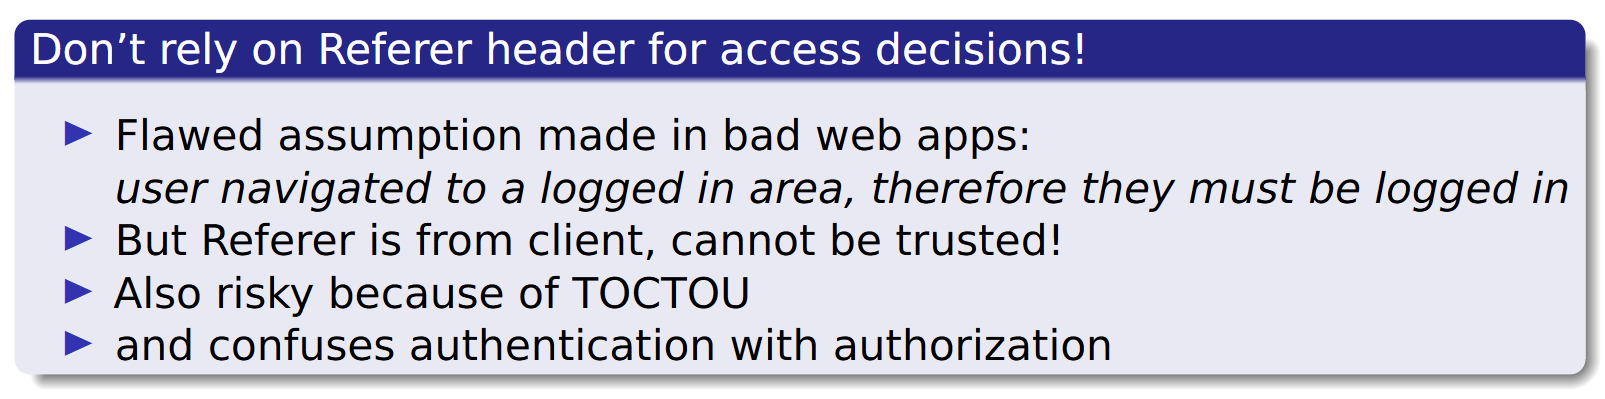 Don’t rely on Referer header for access decisions!
▶ Flawed assumption made in bad web apps:
user navigated to a logged in area, therefore they must be logged in
▶ But Referer is from client, cannot be trusted!
▶ Also risky because of TOCTOU
▶ and confuses authentication with authorization